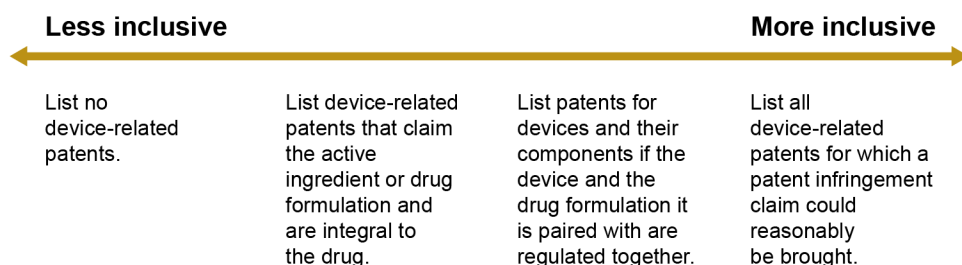 Less inclusive
More inclusive
List no
device-related
patents.
List device-related
patents that claim
the active
ingredient or drug
formulation and
are integral to
the drug.
List patents for
devices and their
components if the
device and the
drug formulation it
is paired with are
regulated together.
List all
device-related
patents for which a
patent infringement
claim could
reasonably
be brought.